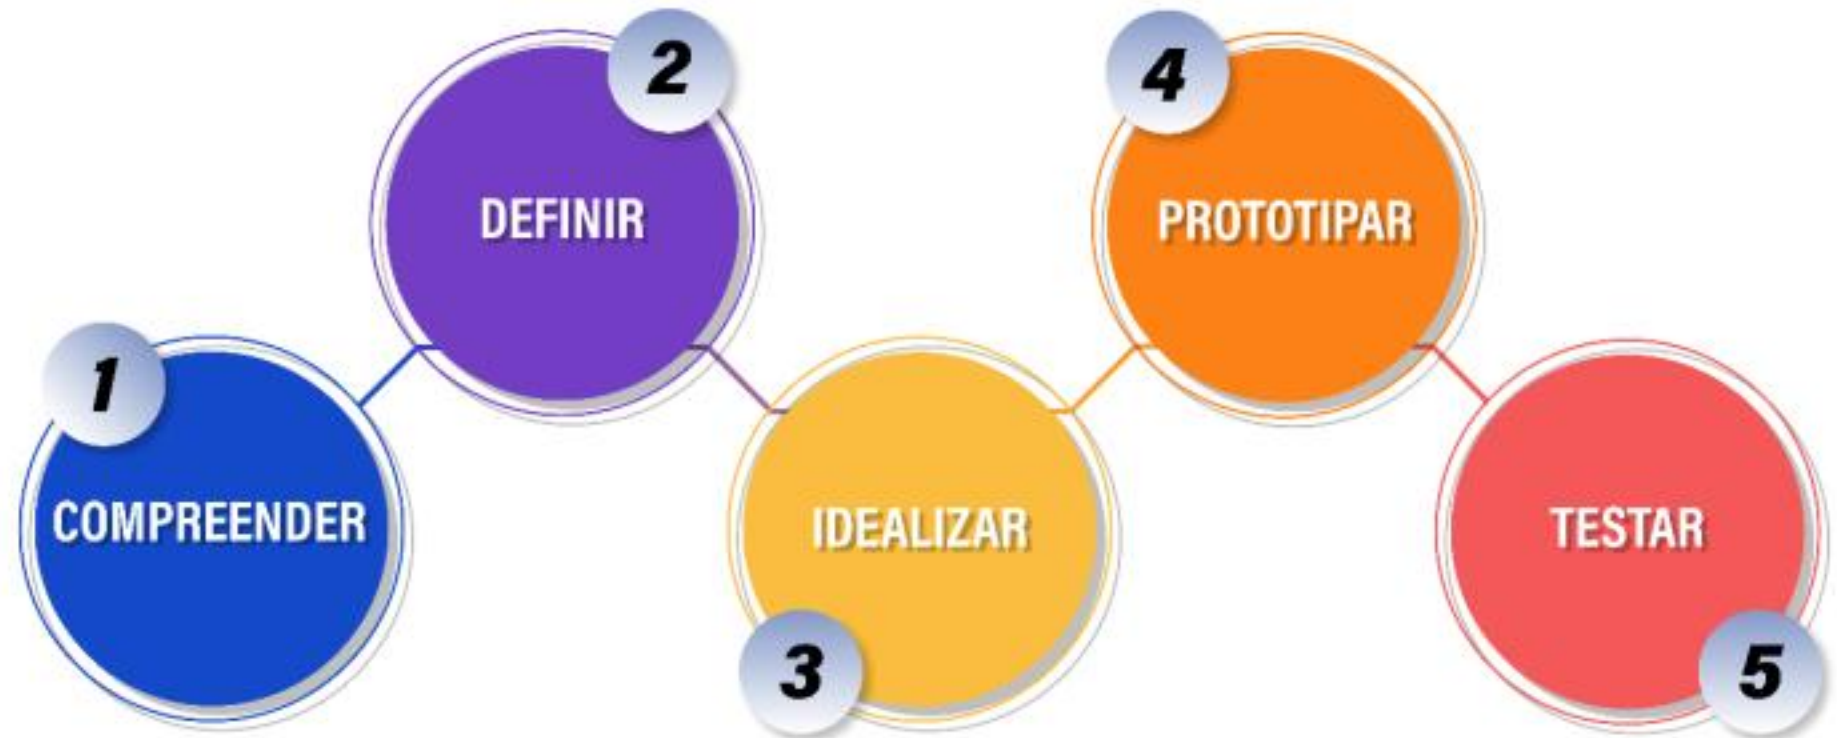 1
COMPREENDER
2
DEFINIR
3
IDEALIZAR
4
PROTOTIPAR
5
TESTAR